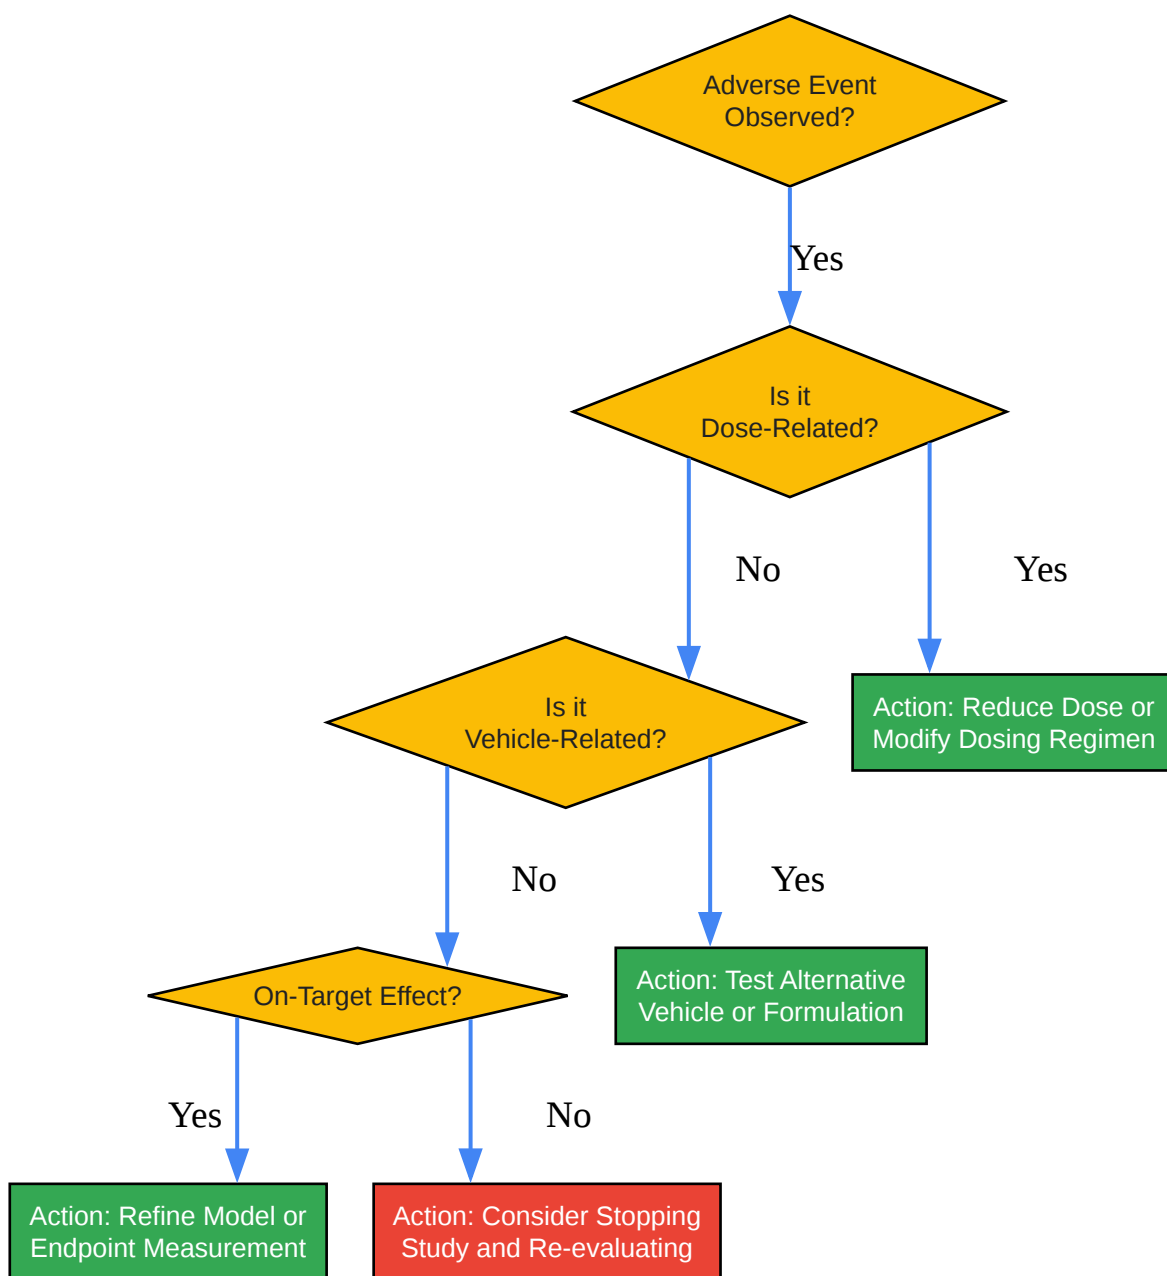 Adverse Event
Observed?
Yes
Is it
Dose-Related?
No
Yes
Is it
Vehicle-Related?
Action: Reduce Dose or
Modify Dosing Regimen
No
Yes
On-Target Effect?
Action: Test Alternative
Vehicle or Formulation
Yes
No
Action: Refine Model or
Endpoint Measurement
Action: Consider Stopping
Study and Re-evaluating